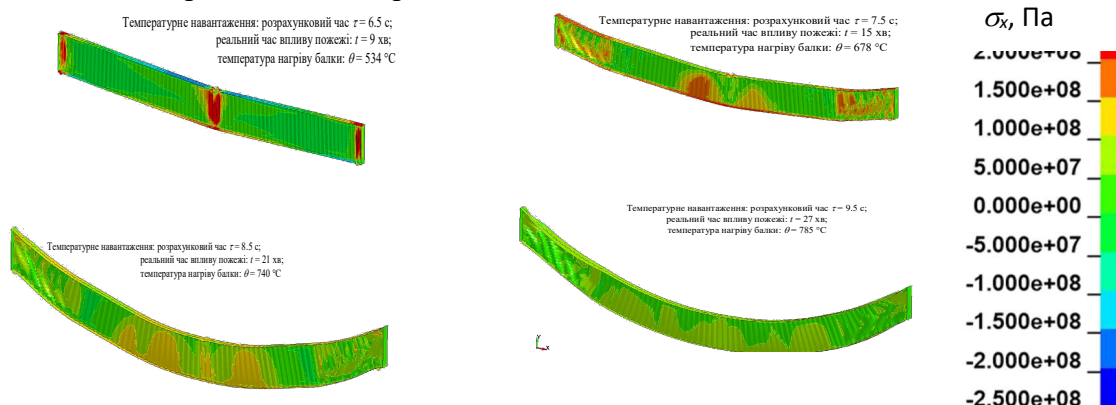 Температурне навантаження: розрахунковий час τ = 6.5 с;
реальний час впливу пожежі: t = 9 хв;
температура нагріву балки: θ = 534 °C
Температурне навантаження: розрахунковий час τ = 7.5 с;
реальний час впливу пожежі: t = 15 хв;
температура нагріву балки: θ = 678 °C
Температурне навантаження: розрахунковий час τ = 8.5 с;
реальний час впливу пожежі: t = 21 хв;
температура нагріву балки: θ = 740 °C
Температурне навантаження: розрахунковий час τ = 9.5 с;
реальний час впливу пожежі: t = 27 хв;
температура нагріву балки: θ = 785 °C
Y
X
σx, Па
2.000e+08
1.500e+08
1.000e+08
5.000e+07
0.000e+00
-5.000e+07
-1.000e+08
-1.500e+08
-2.000e+08
-2.500e+08